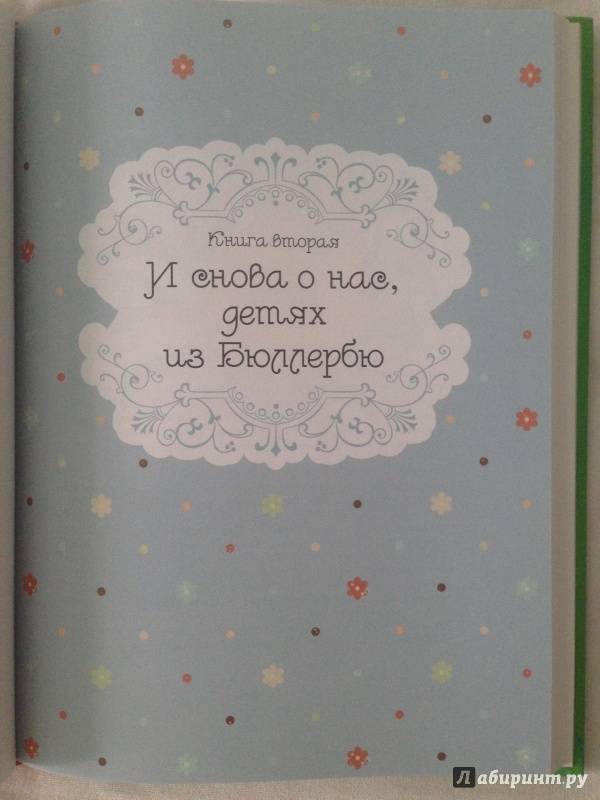 Книга вторая
И снова о нас,
детях
из Бюллербю
Лабиринт.ру